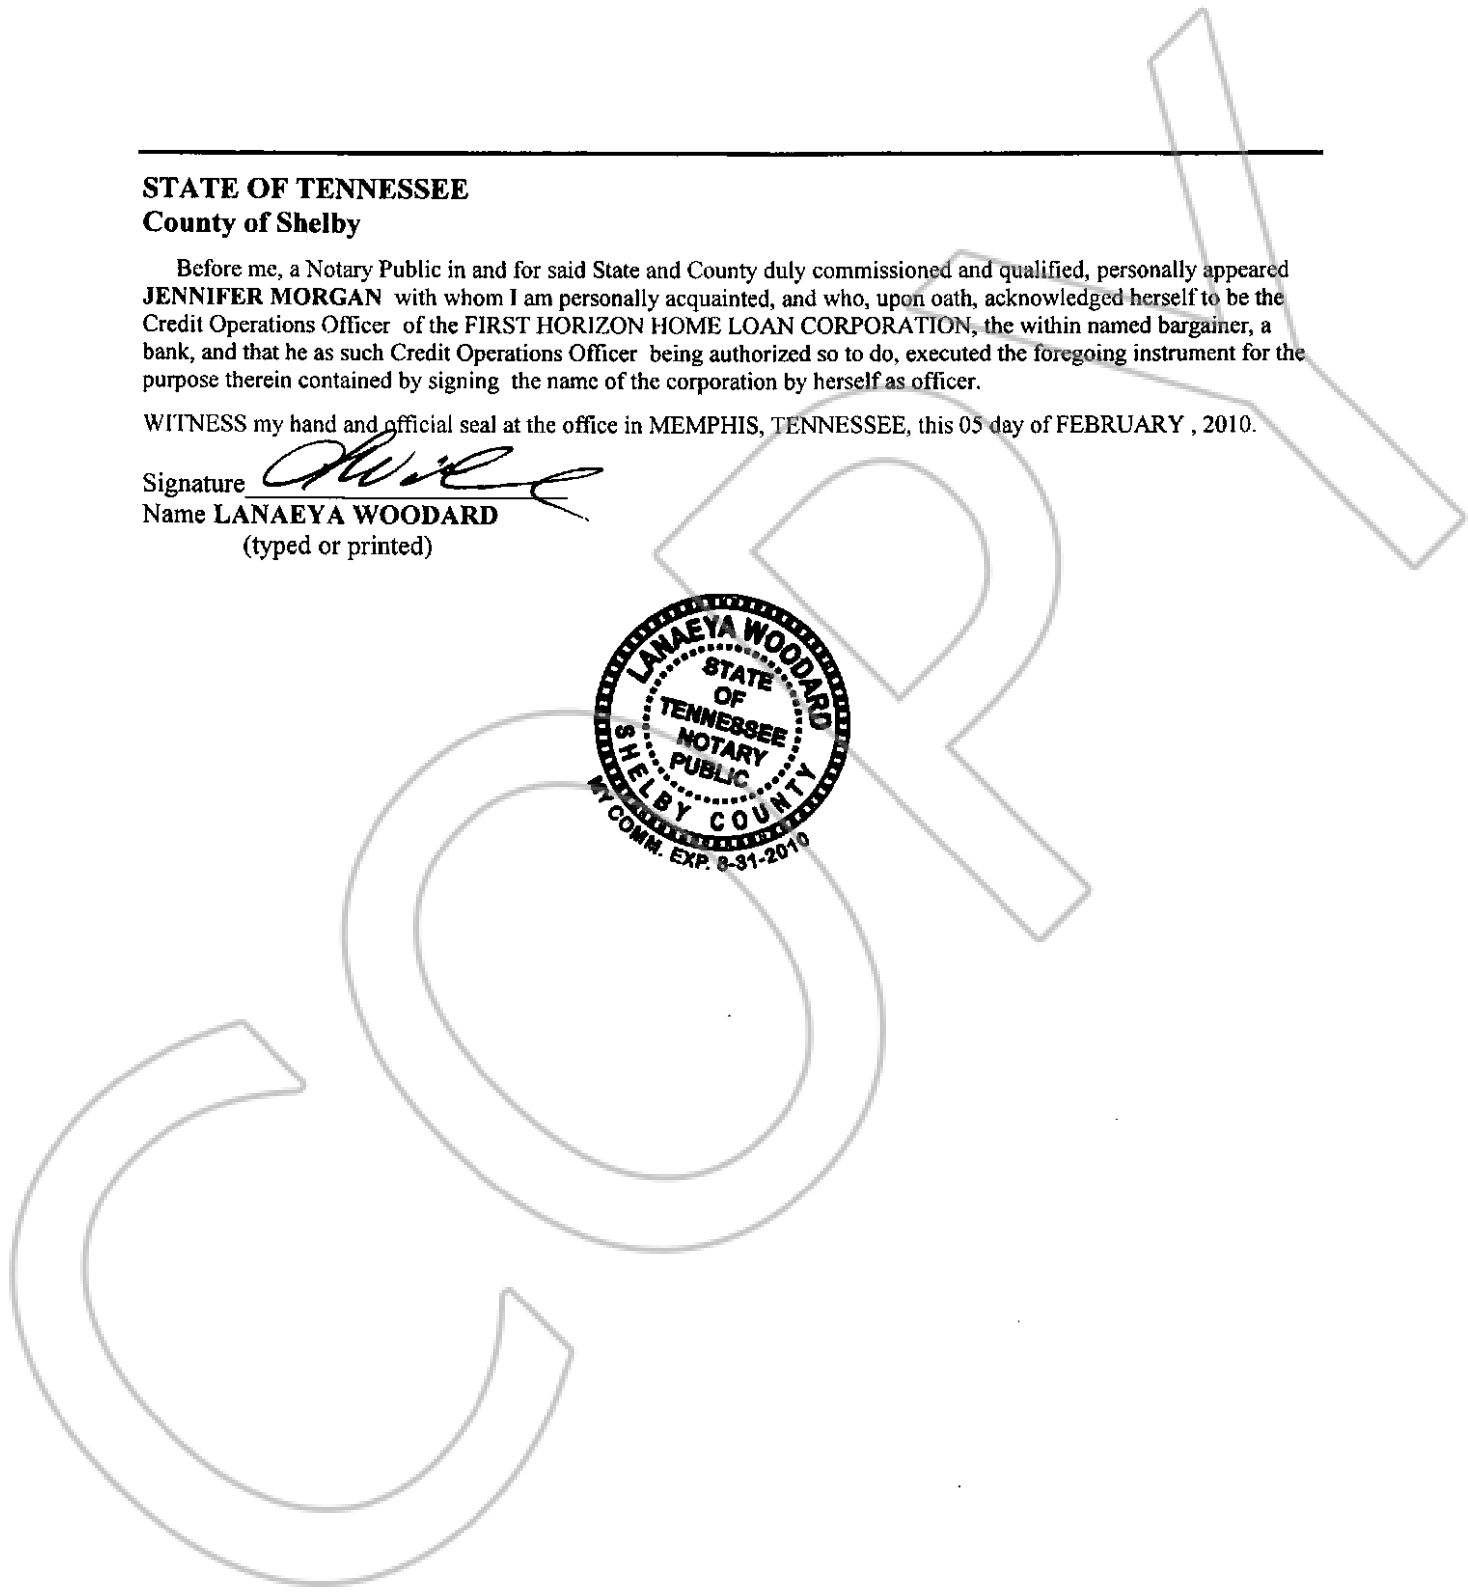 STATE OF TENNESSEE
County of Shelby
Before me, a Notary Public in and for said State and County duly commissioned and qualified, personally appeared
JENNIFER MORGAN with whom I am personally acquainted, and who, upon oath, acknowledged herself to be the
Credit Operations Officer of the FIRST HORIZON HOME LOAN CORPORATION, the within named bargainer, a
bank, and that he as such Credit Operations Officer being authorized so to do, executed the foregoing instrument for the
purpose therein contained by signing the name of the corporation by herself as officer.
WITNESS my hand and official seal at the office in MEMPHIS, TENNESSEE, this 05 day of FEBRUARY , 2010.
Signature
Name LANAEYA WOODARD
(typed or printed)
LANAEYA WOODARD
STATE
OF
TENNESSEE
NOTARY
PUBLIC
SHELBY COUNTY
MY COMM. EXP. 8-31-2010
COPY